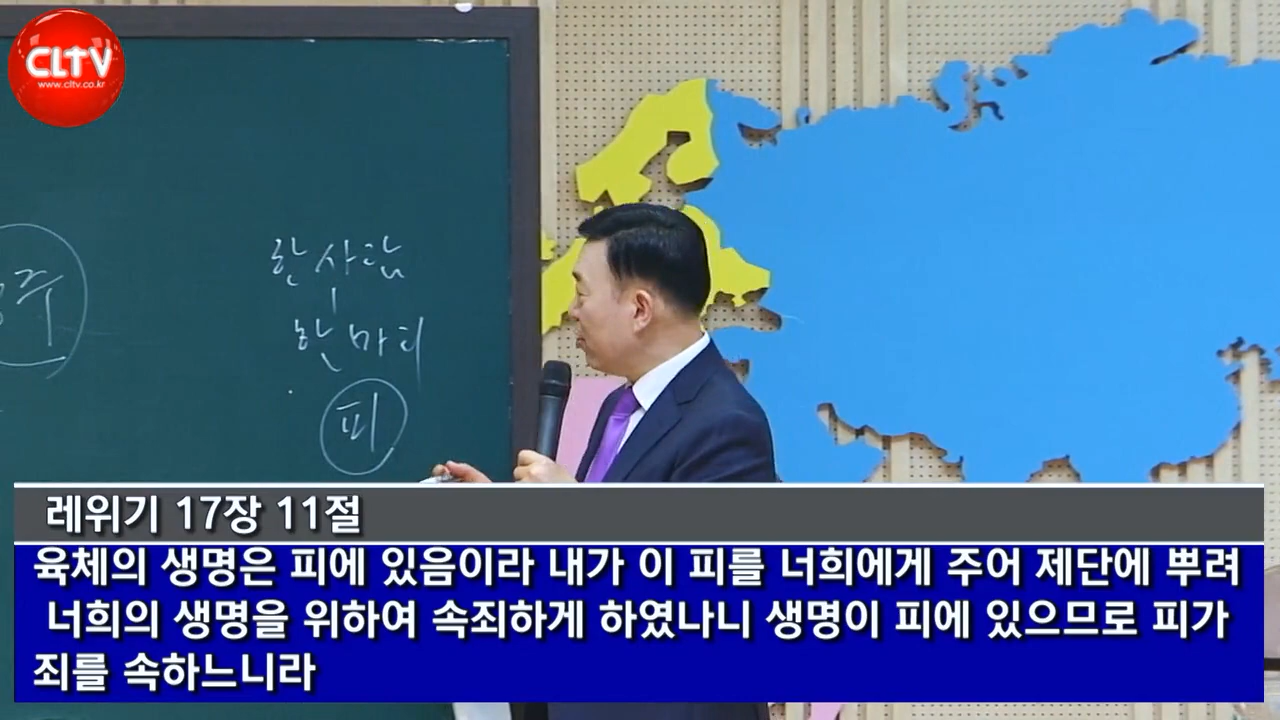 CLTV
www.cltv.co.kr
주
한 사람
한 마리
피
레위기 17장 11절
육체의 생명은 피에 있음이라 내가 이 피를 너희에게 주어 제단에 뿌려
너희의 생명을 위하여 속죄하게 하였나니 생명이 피에 있으므로 피가
죄를 속하느니라